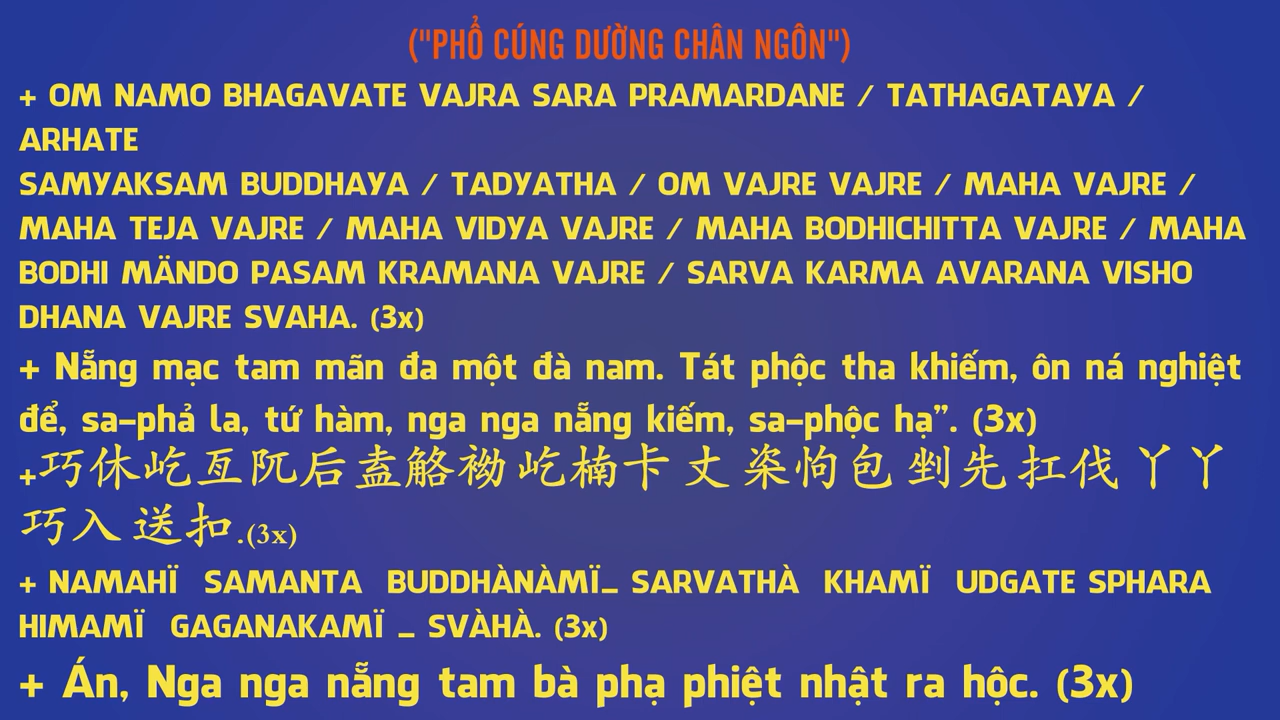 ("PHỔ CÚNG DƯỜNG CHÂN NGÔN")
+ OM NAMO BHAGAVATE VAJRA SARA PRAMARDANE / TATHAGATAYA /
ARHATE
SAMYAKSAM BUDDHAYA / TADYATHA / OM VAJRE VAJRE / MAHA VAJRE /
MAHA TEJA VAJRE / MAHA VIDYA VAJRE / MAHA BODHICHITTA VAJRE / MAHA
BODHI MÄNDO PASAM KRAMANA VAJRE / SARVA KARMA AVARANA VISHO
DHANA VAJRE SVAHA. (3x)
+ Nẵng mạc tam mãn đa một đà nam. Tát phộc tha khiếm, ôn ná nghiệt
để, sa-phả la, tứ hàm, nga nga nẵng kiếm, sa-phộc hạ”. (3x)
+巧休屹亙阢后盍觡袎 屹楠卡 丈 栥怐包 剉先 扛伐 丫丫
巧入 送扣.(3x)
+ NAMAHÏ SAMANTA BUDDHÀNÀMÏ_ SARVATHÀ KHAMÏ UDGATE SPHARA
HIMAMÏ GAGANAKAMÏ _ SVÀHÀ. (3x)
+ Án, Nga nga nẵng tam bà phạ phiệt nhật ra hộc. (3x)